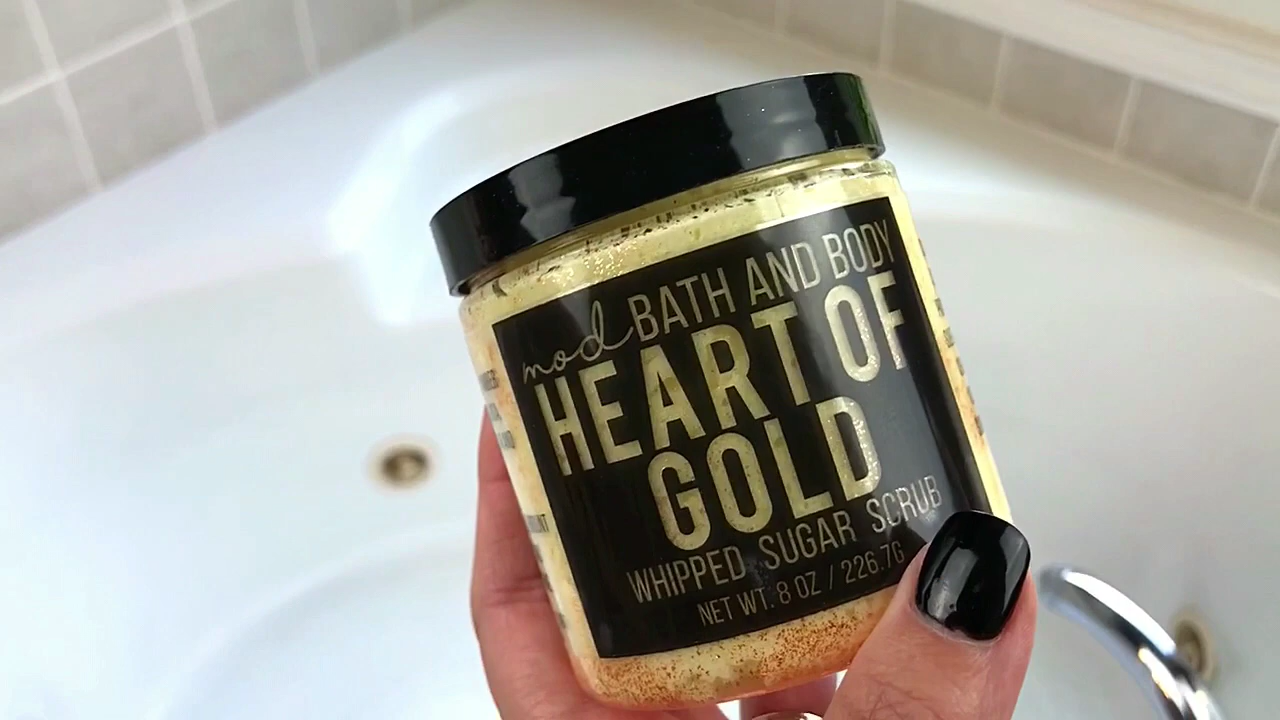 mod BATH AND BODY
HEART OF
GOLD
WHIPPED SUGAR SCRUB
NET WT. 8 OZ / 226.7G